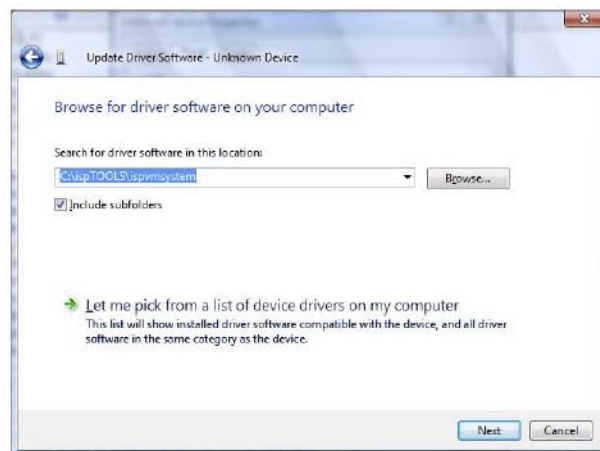 Update Driver Software - Unknown Device
Browse for driver software on your computer
Search for driver software in this location:
C:\ispTOOLS\ispvmsystem
Browse...
Include subfolders
Let me pick from a list of device drivers on my computer
This list will show installed driver software compatible with the device, and all driver
software in the same category as the device.
Next
Cancel